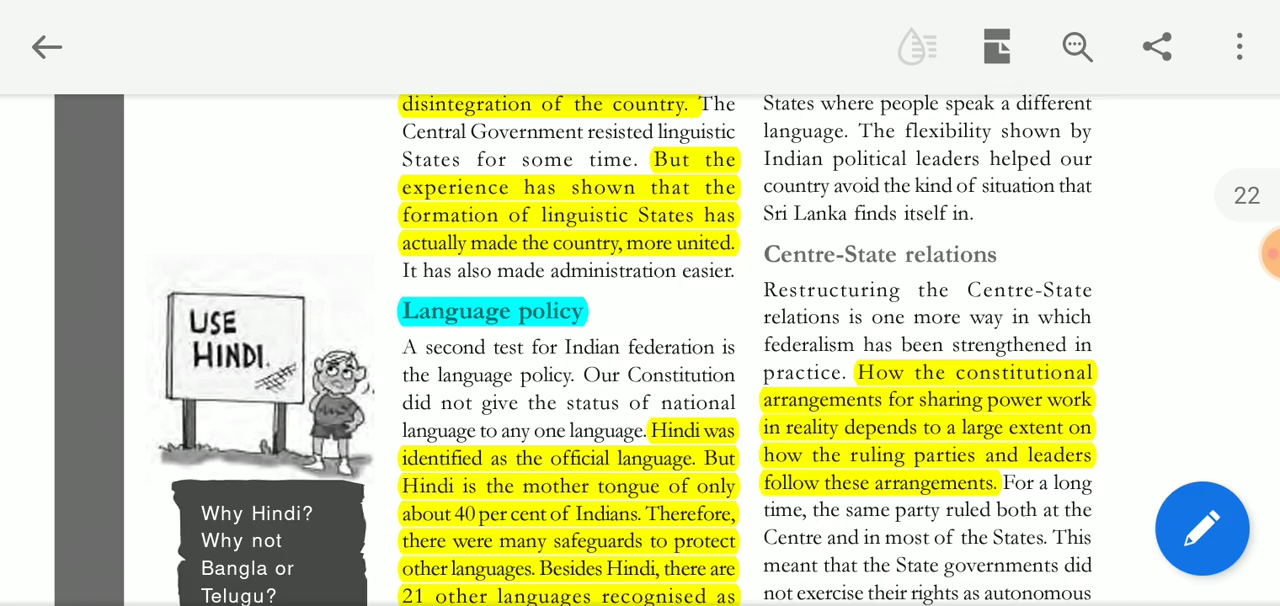 22
disintegration of the country. The
Central Government resisted linguistic
States for some time. But the
experience has shown that the
formation of linguistic States has
actually made the country, more united.
It has also made administration easier.
Language policy
A second test for Indian federation is
the language policy. Our Constitution
did not give the status of national
language to any one language. Hindi was
identified as the official language. But
Hindi is the mother tongue of only
about 40 per cent of Indians. Therefore,
there were many safeguards to protect
other languages. Besides Hindi, there are
21 other languages recognised as
States where people speak a different
language. The flexibility shown by
Indian political leaders helped our
country avoid the kind of situation that
Sri Lanka finds itself in.
Centre-State relations
Restructuring the Centre-State
relations is one more way in which
federalism has been strengthened in
practice. How the constitutional
arrangements for sharing power work
in reality depends to a large extent on
how the ruling parties and leaders
follow these arrangements. For a long
time, the same party ruled both at the
Centre and in most of the States. This
meant that the State governments did
not exercise their rights as autonomous
USE
HINDI.
Why Hindi?
Why not
Bangla or
Telugu?